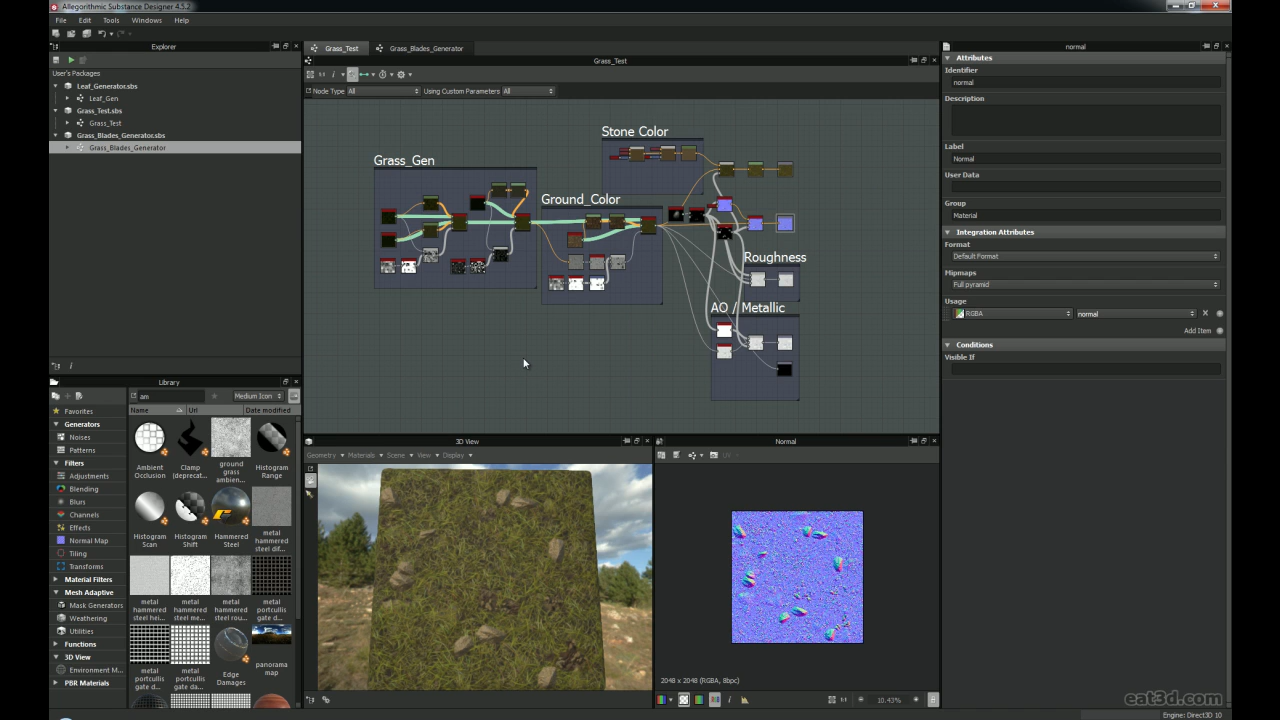 Allegorithmic Substance Designer 4.5.2
File Edit Tools Windows Help
Explorer
User's Packages
Leaf_Generator.sbs
Leaf_Gen
Grass_Test.sbs
Grass_Test
Grass_Blades_Generator.sbs
Grass_Blades_Generator
Library
am
Medium Icon
Name Url Date modified
Favorites
Generators
Noises
Patterns
Filters
Adjustments
Blending
Blurs
Channels
Effects
Normal Map
Tiling
Transforms
Material Filters
Mesh Adaptive
Mask Generators
Weathering
Utilities
Functions
3D View
Environment M...
PBR Materials
Ambient Occlusion
Clamp (deprecat...
ground grass ambien...
Histogram Range
Histogram Scan
Histogram Shift
Hammered Steel
metal hammered steel dif...
metal hammered steel hei...
metal hammered steel me...
metal hammered steel rou...
metal portcullis gate d...
metal portcullis gate d...
metal portcullis gate da...
Edge Damages
panorama map
Grass_Test
Grass_Blades_Generator
Grass_Test
Node Type All Using Custom Parameters All
Stone Color
Grass_Gen
Ground_Color
Roughness
AO / Metallic
3D View
Geometry Materials Scene View Display
Normal
2048 x 2048 (RGBA, 8bpc)
10.43%
normal
Attributes
Identifier
normal
Description
Label
Normal
User Data
Group
Material
Integration Attributes
Format
Default Format
Mipmaps
Full pyramid
Usage
RGBA normal
Add Item
Conditions
Visible If
eat3d.com
Engine: Direct3D 10